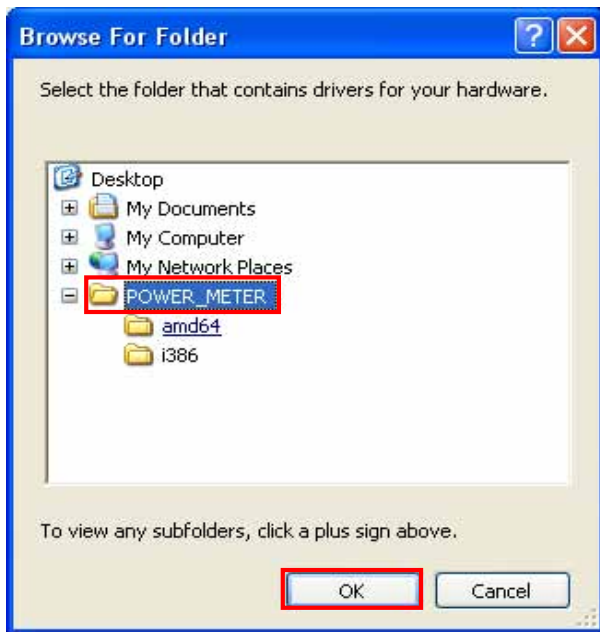 Browse For Folder
Select the folder that contains drivers for your hardware.
Desktop
My Documents
My Computer
My Network Places
POWER_METER
amd64
i386
To view any subfolders, click a plus sign above.
OK Cancel